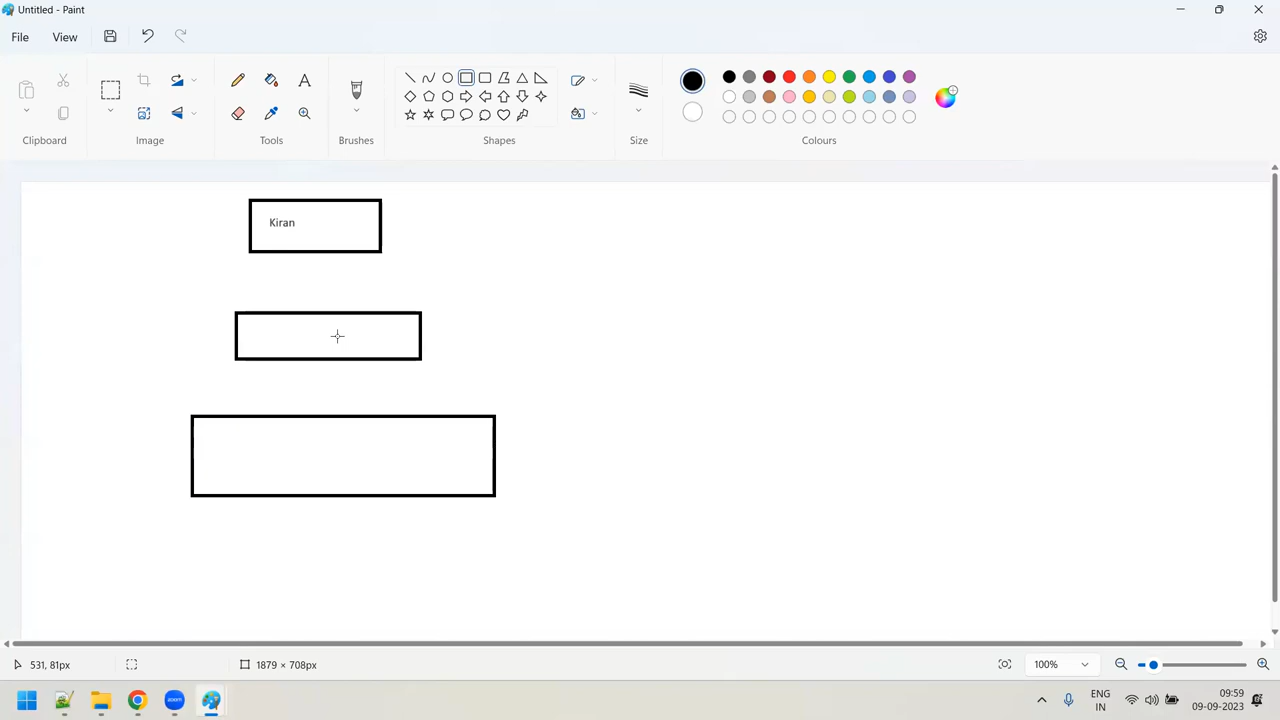 Untitled - Paint
File
View
Clipboard
Image
Tools
Brushes
Shapes
Size
Colours
Kiran
531, 81px
1879 × 708px
100%
zoom
ENG
IN
09:59
09-09-2023